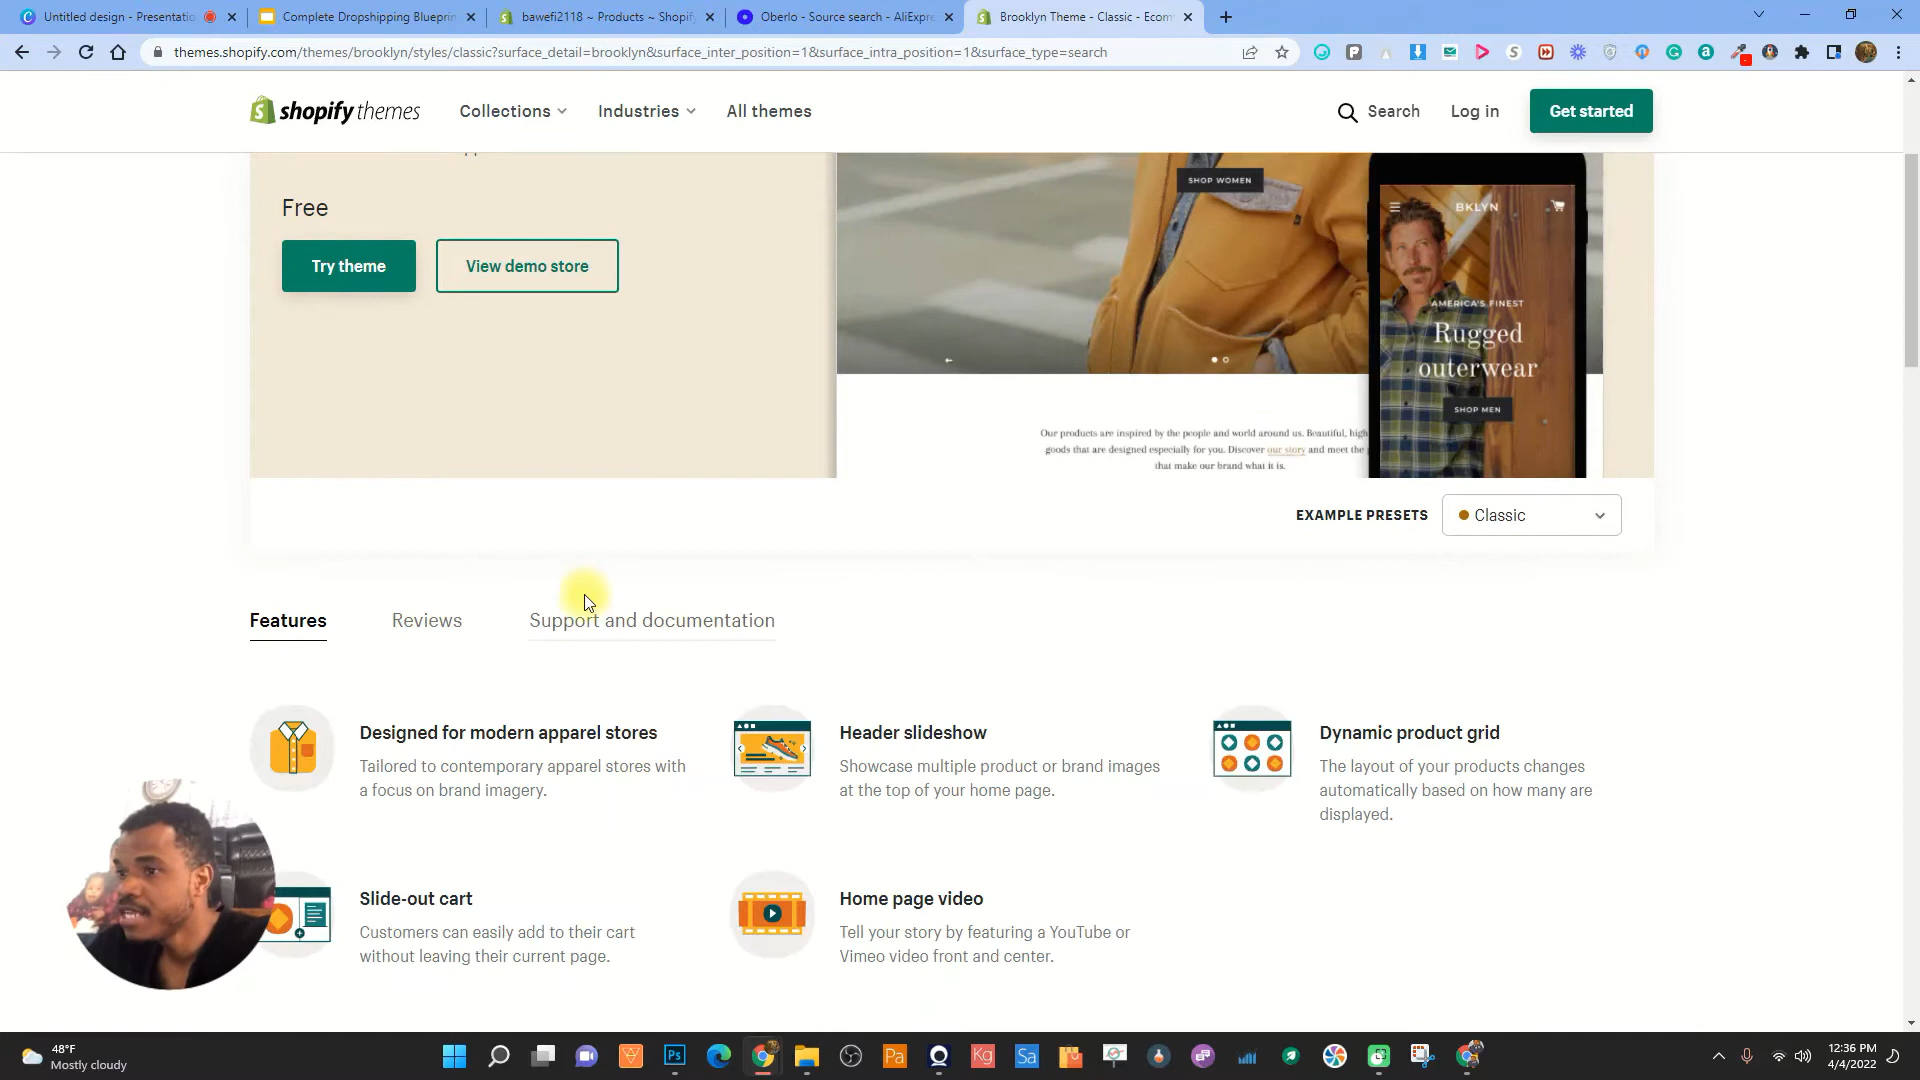 Untitled design - Presentatio
Complete Dropshipping Blueprin
bawefi2118 ~ Products ~ Shopify
Oberlo - Source search - AliExpre
Brooklyn Theme - Classic - Ecom
themes.shopify.com/themes/brooklyn/styles/classic?surface_detail=brooklyn&surface_inter_position=1&surface_intra_position=1&surface_type=search
shopify themes
Collections
Industries
All themes
Search
Log in
Get started
Free
Try theme
View demo store
SHOP WOMEN
BKLYN
AMERICA'S FINEST
Rugged
outerwear
SHOP MEN
Our products are inspired by the people and world around us. Beautiful, high
goods that are designed especially for you. Discover our story and meet the
that make our brand what it is.
EXAMPLE PRESETS
Classic
Features
Reviews
Support and documentation
Designed for modern apparel stores
Tailored to contemporary apparel stores with
a focus on brand imagery.
Header slideshow
Showcase multiple product or brand images
at the top of your home page.
Dynamic product grid
The layout of your products changes
automatically based on how many are
displayed.
Slide-out cart
Customers can easily add to their cart
without leaving their current page.
Home page video
Tell your story by featuring a YouTube or
Vimeo video front and center.
48°F
Mostly cloudy
Ps
Pa
Kg
Sa
12:36 PM
4/4/2022